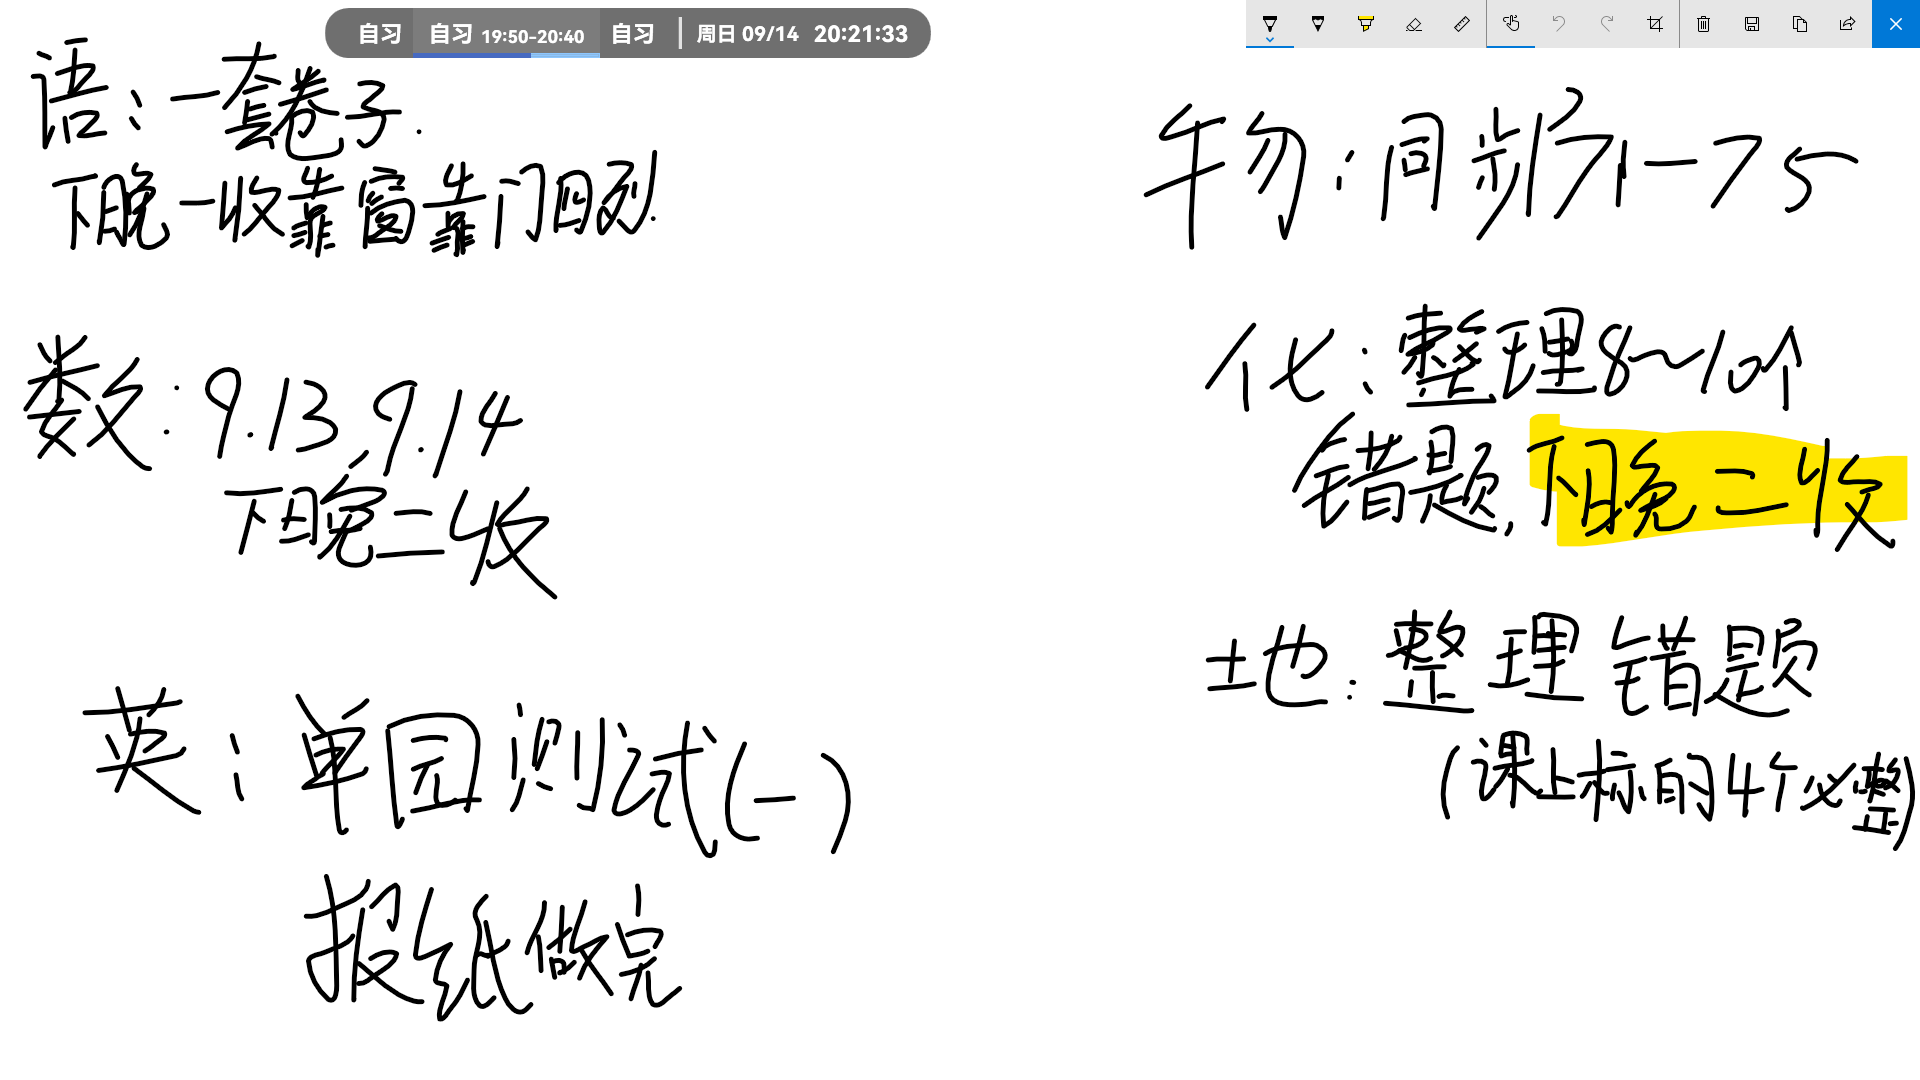 自习 自习 19:50-20:40 自习 周日 09/14 20:21:33
语：一套卷子.
下晚一收靠窗靠门四列.
数：9.13, 9.14
下晚二收
英：单园测试(一)
报纸做完
物：同步71-75
化：整理8~10个
错题，下晚二收
地：整理错题
(课上标的4个必整)